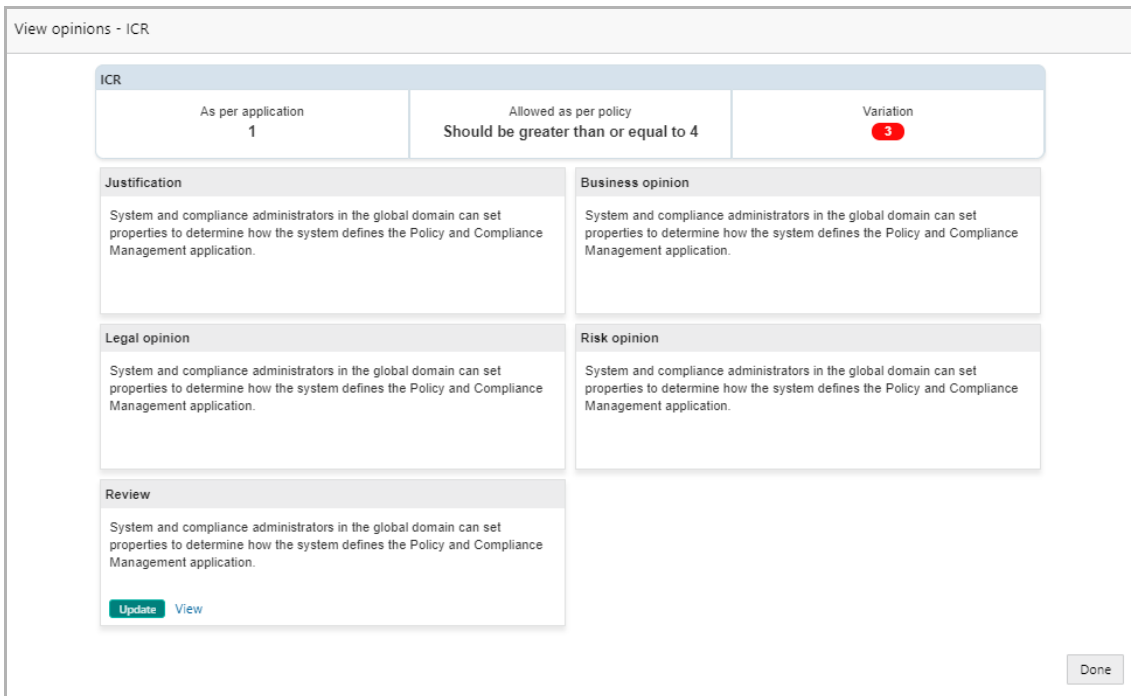 View opinions - ICR
ICR
As per application
1
Allowed as per policy
Should be greater than or equal to 4
Variation
3
Justification
System and compliance administrators in the global domain can set
properties to determine how the system defines the Policy and Compliance
Management application.
Business opinion
System and compliance administrators in the global domain can set
properties to determine how the system defines the Policy and Compliance
Management application.
Legal opinion
System and compliance administrators in the global domain can set
properties to determine how the system defines the Policy and Compliance
Management application.
Risk opinion
System and compliance administrators in the global domain can set
properties to determine how the system defines the Policy and Compliance
Management application.
Review
System and compliance administrators in the global domain can set
properties to determine how the system defines the Policy and Compliance
Management application.
Update View
Done